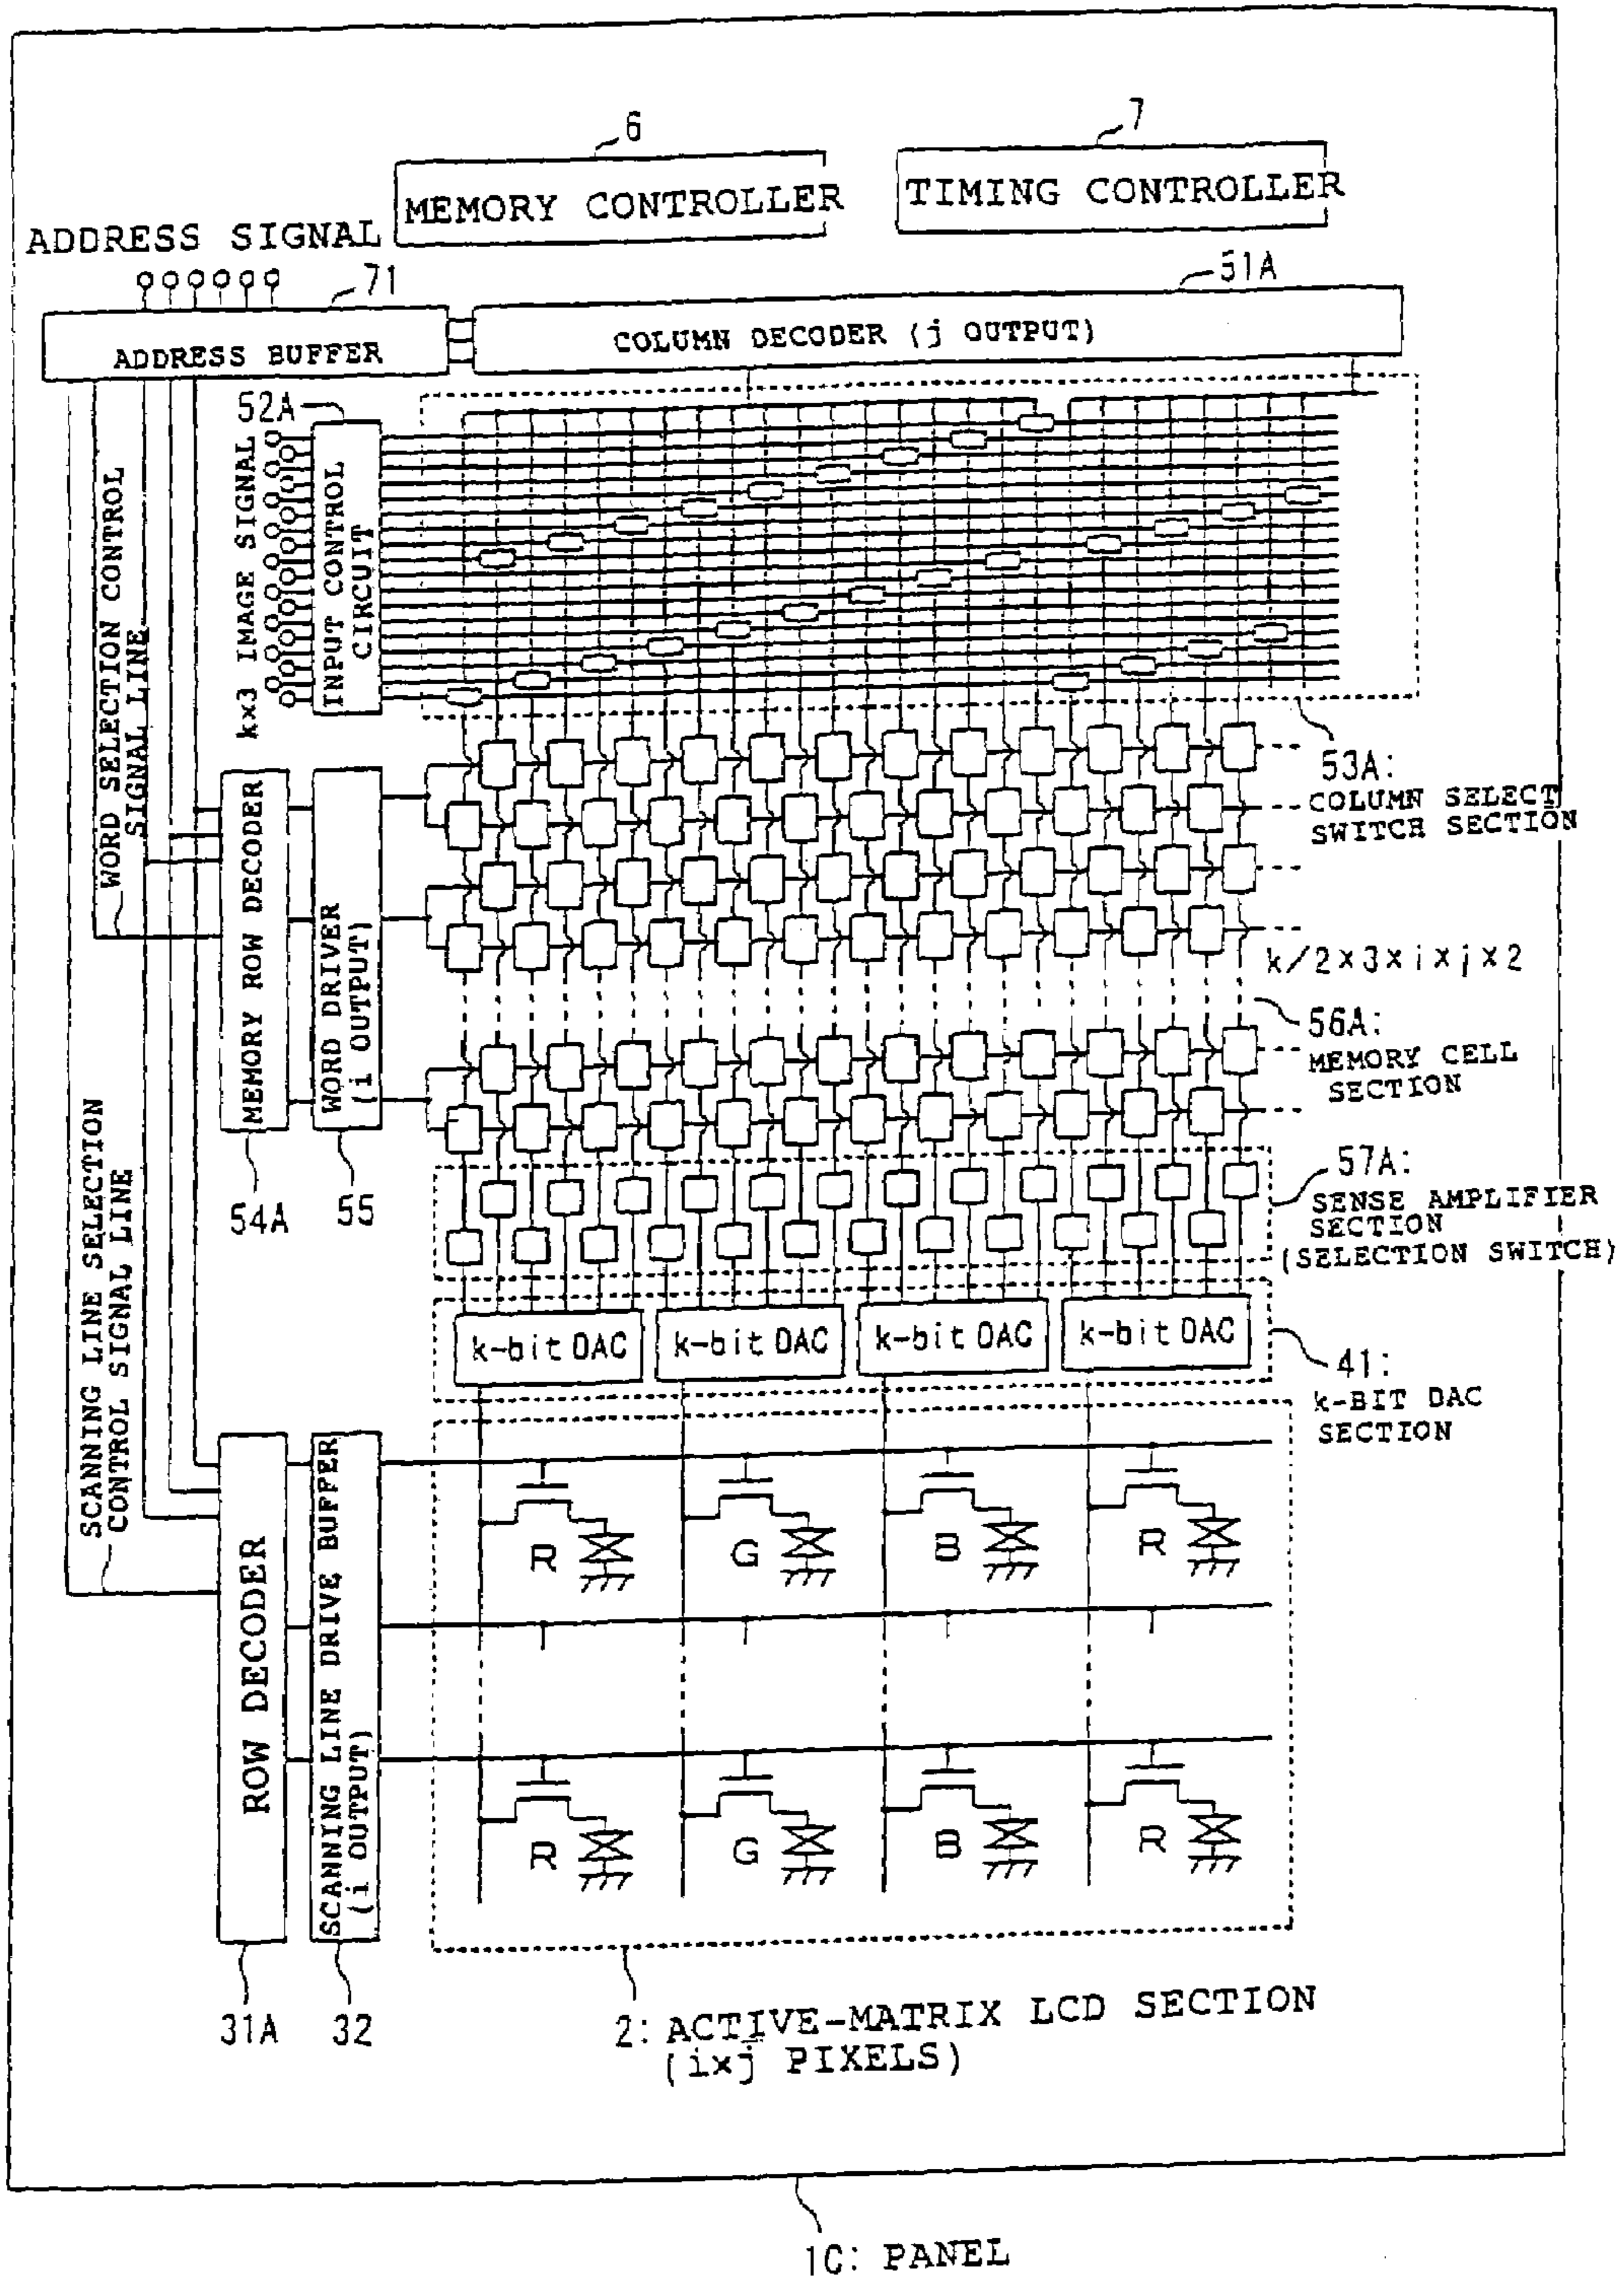 6
7
MEMORY CONTROLLER
TIMING CONTROLLER
ADDRESS SIGNAL
71
51A
ADDRESS BUFFER
COLUMN DECODER (j OUTPUT)
52A
k×3 IMAGE SIGNAL
INPUT CONTROL
CIRCUIT
WORD SELECTION CONTROL
SIGNAL LINE
53A:
COLUMN SELECT
SWITCH SECTION
MEMORY ROW DECODER
WORD DRIVER
(i OUTPUT)
k/2×3×i×j×2
56A:
MEMORY CELL
SECTION
54A
55
57A:
SENSE AMPLIFIER
SECTION
(SELECTION SWITCH)
SCANNING LINE SELECTION
CONTROL SIGNAL LINE
k-bit DAC
k-bit DAC
k-bit DAC
k-bit DAC
41:
k-BIT DAC
SECTION
ROW DECODER
SCANNING LINE DRIVE BUFFER
(i OUTPUT)
R
G
B
R
R
G
B
R
31A
32
2: ACTIVE-MATRIX LCD SECTION
(i×j PIXELS)
1C: PANEL